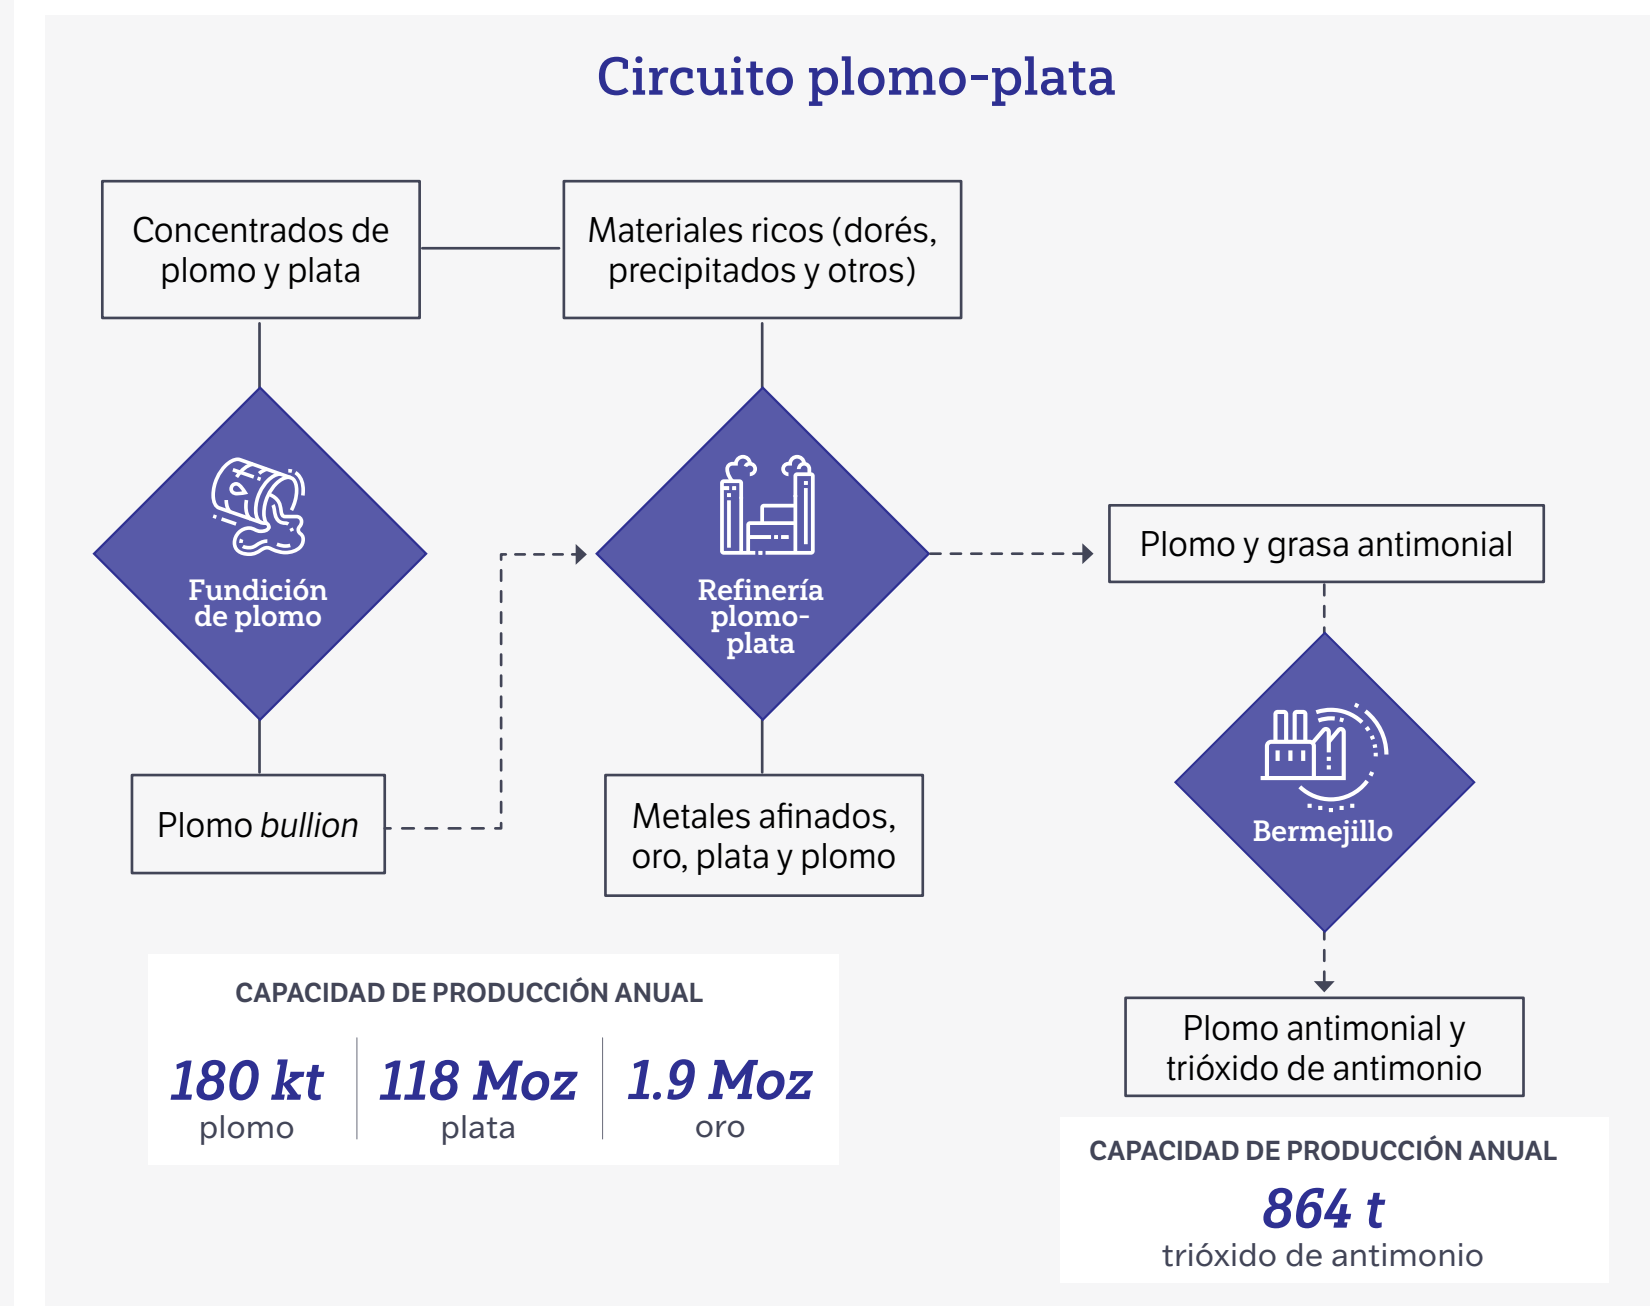 Circuito plomo-plata
Concentrados de
plomo y plata
Materiales ricos (dorés,
precipitados y otros)
Fundición
de plomo
Refinería
plomo-
plata
Plomo y grasa antimonial
Plomo bullion
Metales afinados,
oro, plata y plomo
Bermejillo
Plomo antimonial y
trióxido de antimonio
CAPACIDAD DE PRODUCCIÓN ANUAL
180 kt
plomo
118 Moz
plata
1.9 Moz
oro
CAPACIDAD DE PRODUCCIÓN ANUAL
864 t
trióxido de antimonio